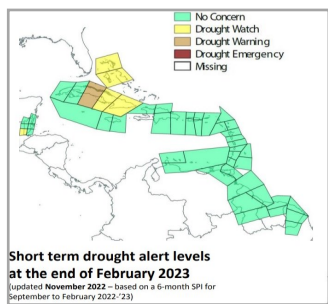 No Concern
Drought Watch
Drought Warning
Drought Emergency
Missing
Short term drought alert levels
at the end of February 2023
(updated November 2022 – based on a 6-month SPI for
September to February 2022-'23)